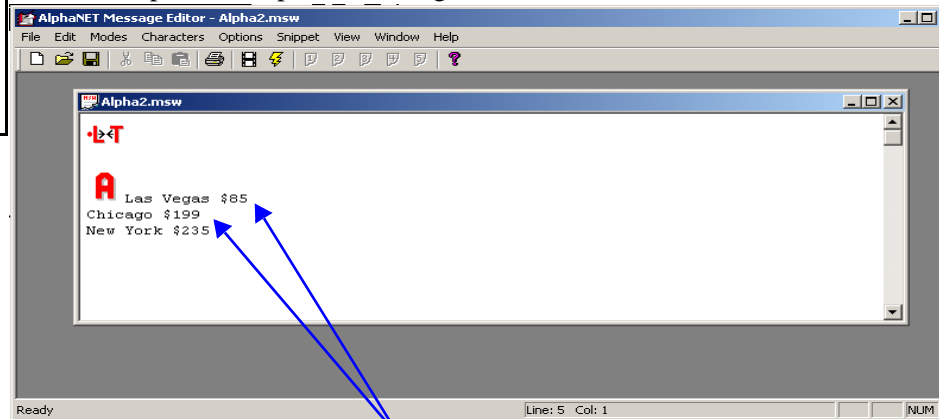 AlphaNET Message Editor - Alpha2.msw
File Edit Modes Characters Options Snippet View Window Help
Alpha2.msw
A Las Vegas $85
Chicago $199
New York $235
Ready Line: 5 Col: 1 NUM